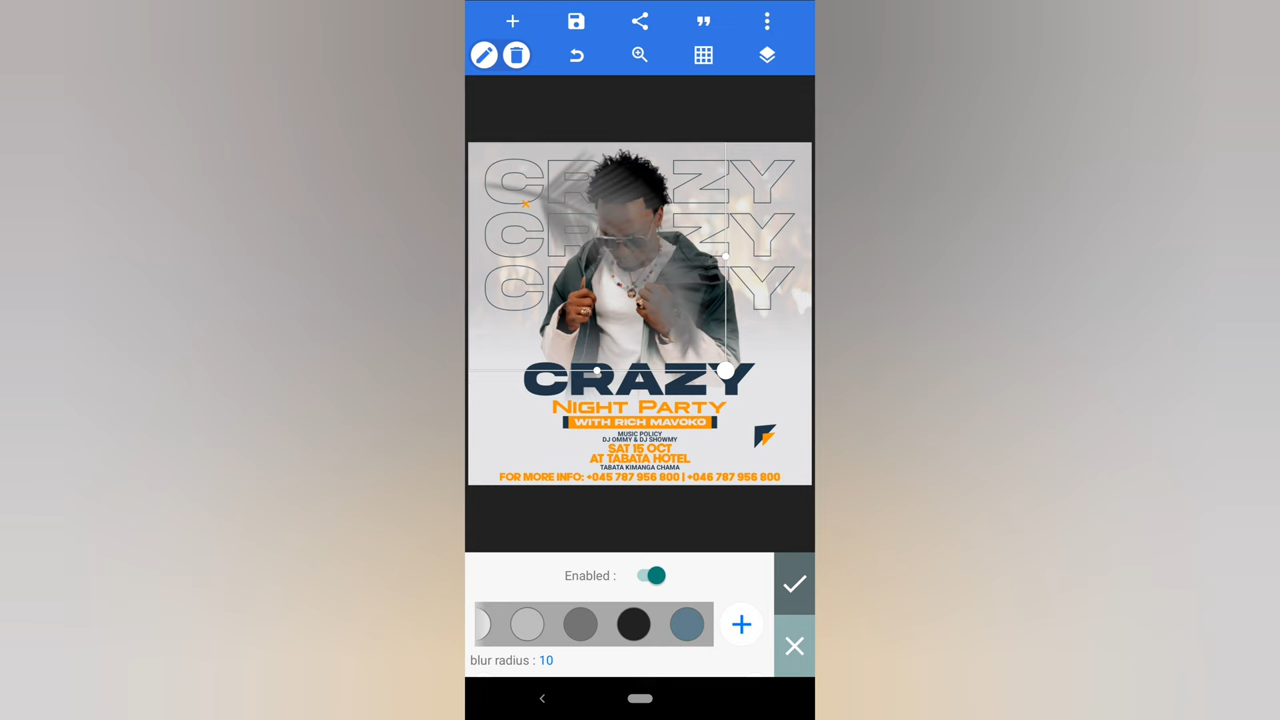 CRAZY
CRAZY
CRAZY
CRAZY
NIGHT PARTY
WITH RICH MAVOKO
MUSIC POLICY
DJ OMMY & DJ SHOWMY
SAT 15 OCT
AT TABATA HOTEL
TABATA KIMANGA CHAMA
FOR MORE INFO: +045 787 956 800 | +046 787 956 800
Enabled :
blur radius : 10